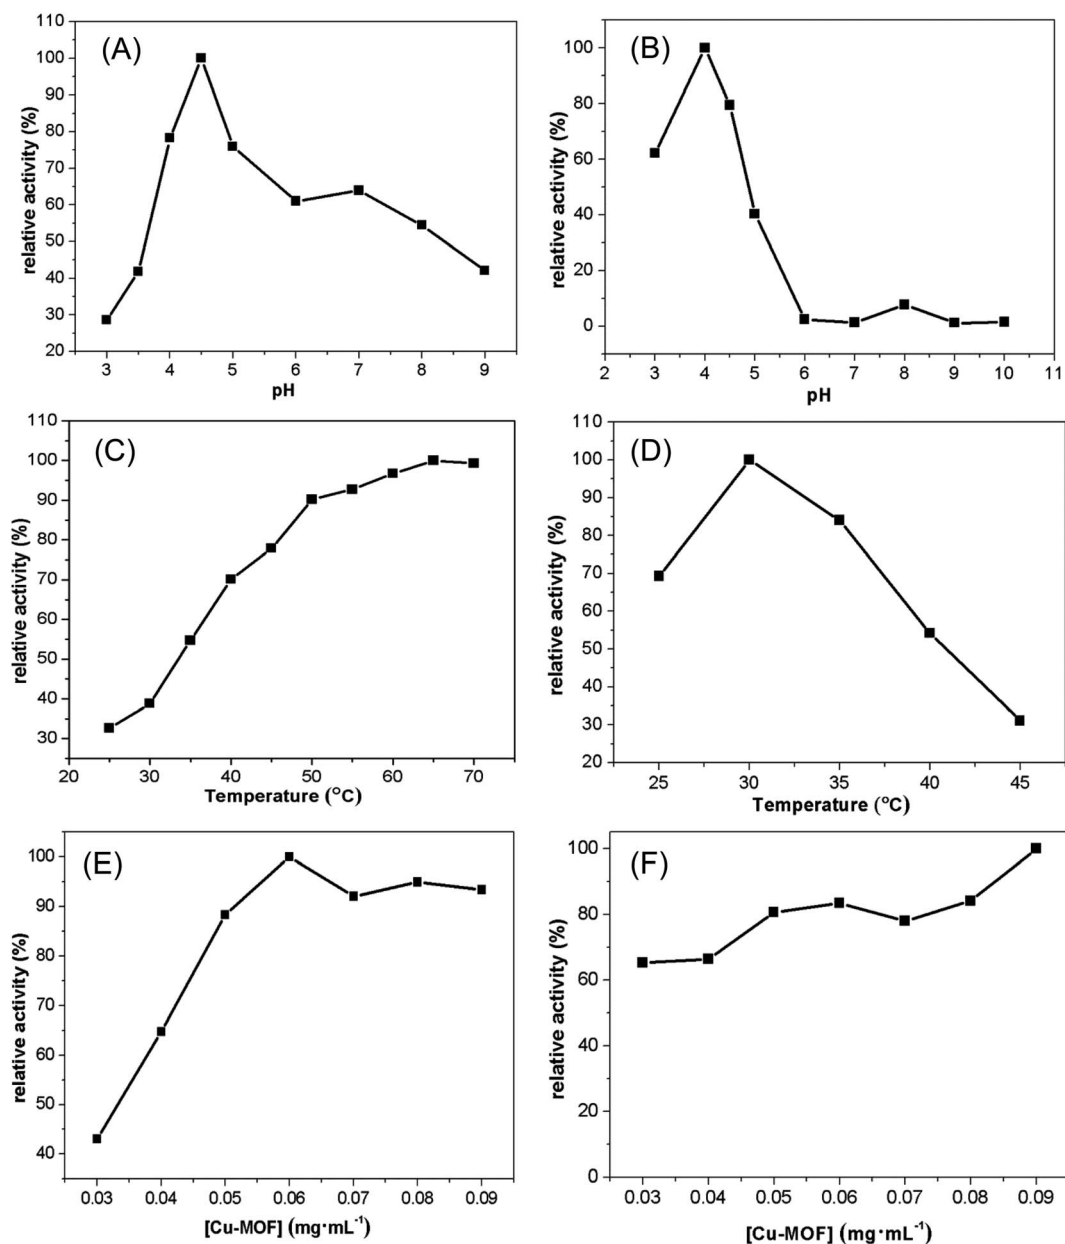 (A)
relative activity (%)
110
100
90
80
70
60
50
40
30
20
3 4 5 6 7 8 9
pH
(B)
relative activity (%)
100
80
60
40
20
0
2 3 4 5 6 7 8 9 10 11
pH
(C)
relative activity (%)
110
100
90
80
70
60
50
40
30
20 30 40 50 60 70
Temperature (°C)
(D)
relative activity (%)
110
100
90
80
70
60
50
40
30
20
25 30 35 40 45
Temperature (°C)
(E)
relative activity (%)
100
90
80
70
60
50
40
0.03 0.04 0.05 0.06 0.07 0.08 0.09
[Cu-MOF] (mg·mL⁻¹)
(F)
relative activity (%)
100
80
60
40
20
0
0.03 0.04 0.05 0.06 0.07 0.08 0.09
[Cu-MOF] (mg·mL⁻¹)